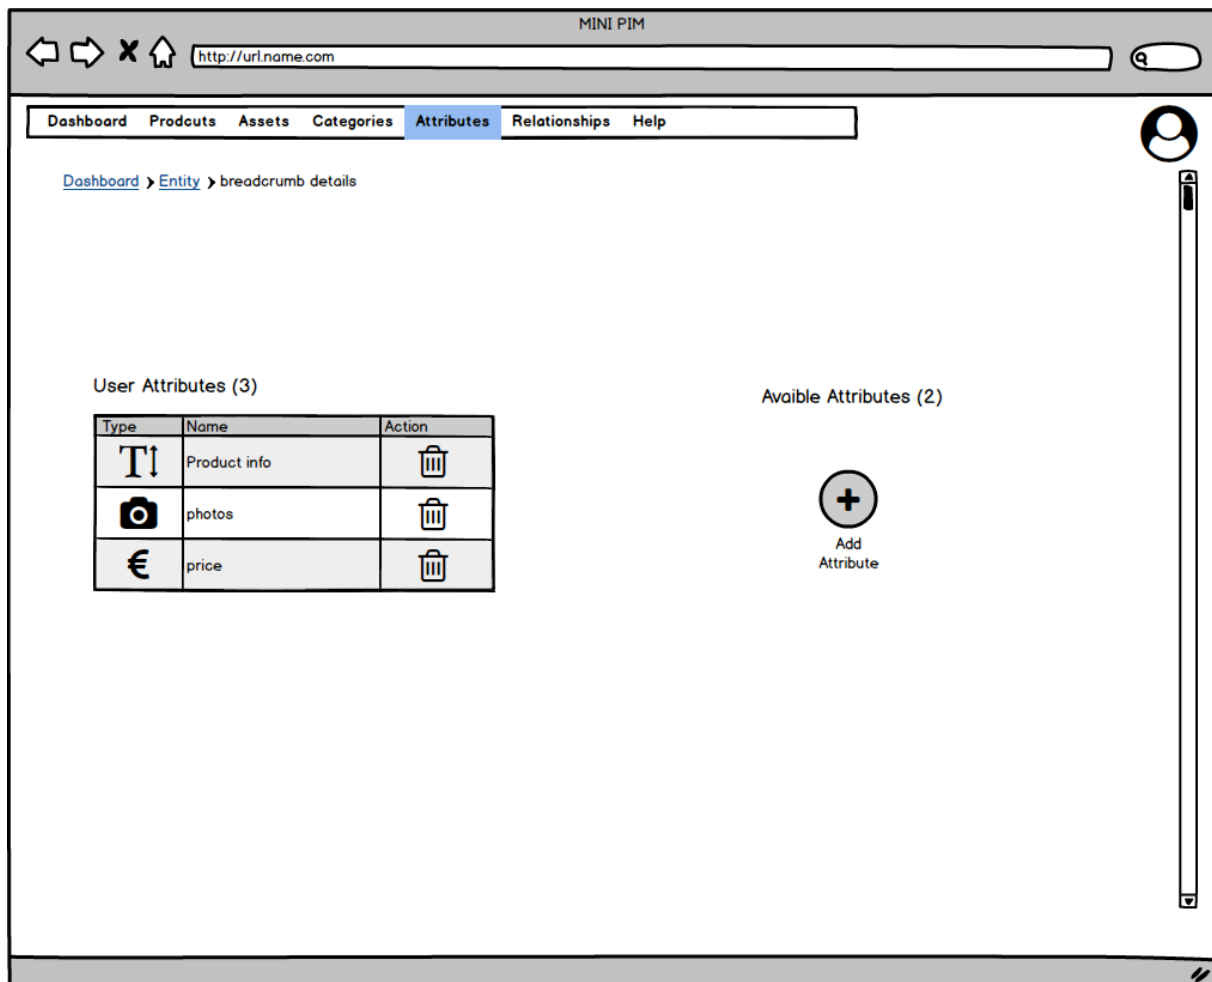 MINI PIM
http://url.name.com
Dashboard Prodcuts Assets Categories Attributes Relationships Help
Dashboard Entity breadcrumb details
User Attributes (3)
Avaible Attributes (2)
Type Name Action
Product info
photos
price
Add
Attribute